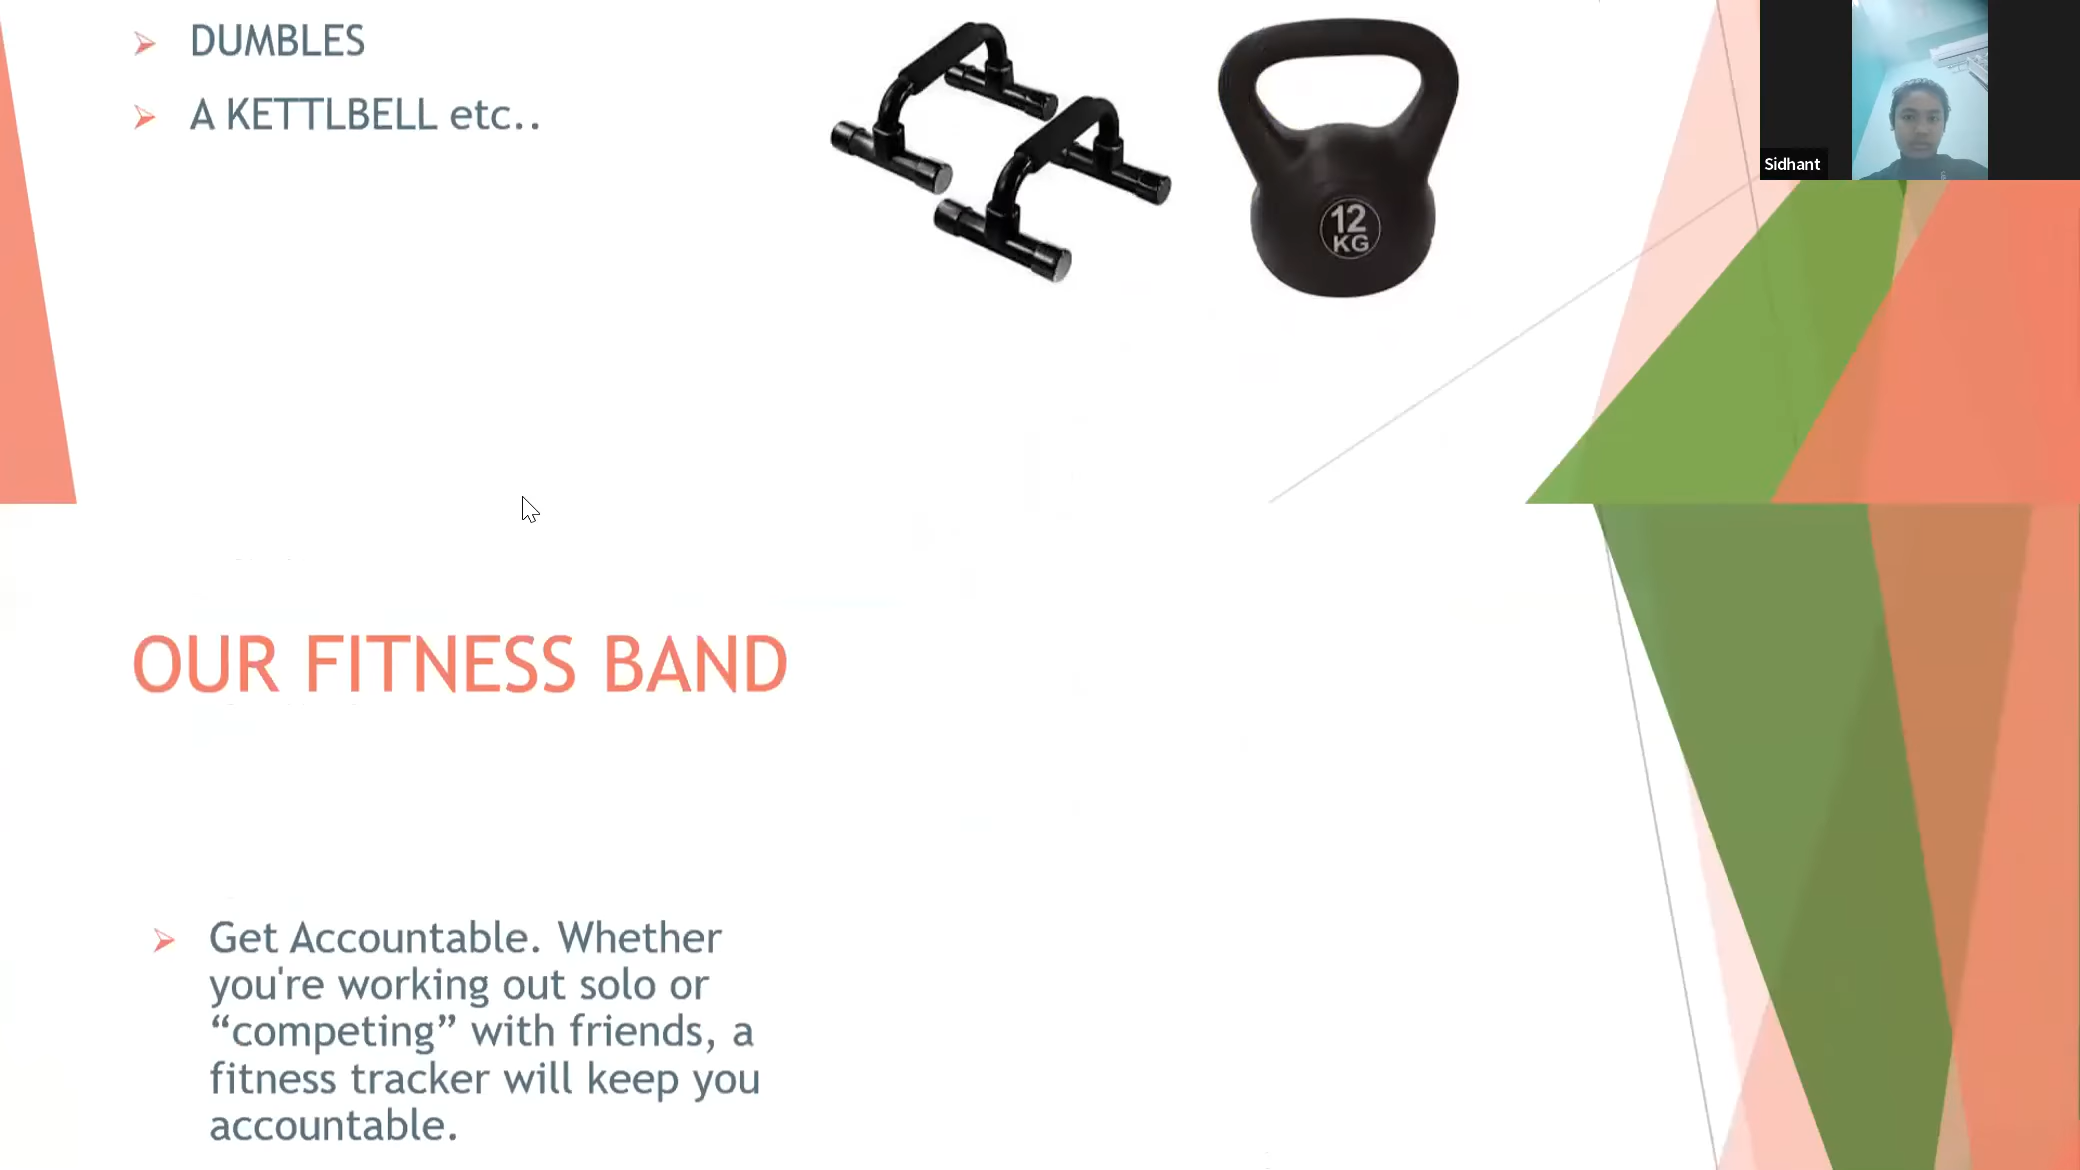 DUMBLES
A KETTLBELL etc..
12
KG
Sidhant
OUR FITNESS BAND
Get Accountable. Whether
you're working out solo or
“competing” with friends, a
fitness tracker will keep you
accountable.